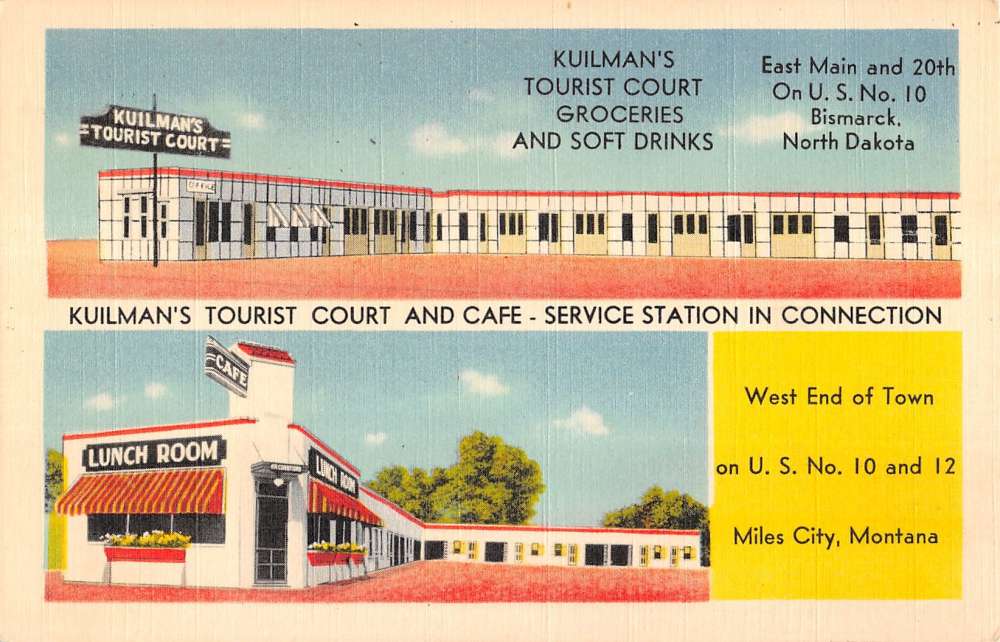 KUILMAN'S
TOURIST COURT
GROCERIES
AND SOFT DRINKS
East Main and 20th
On U. S. No. 10
Bismarck,
North Dakota
KUILMAN'S
TOURIST COURT
OFFICE
KUILMAN'S TOURIST COURT AND CAFE - SERVICE STATION IN CONNECTION
CAFE
LUNCH ROOM
LUNCH ROOM
West End of Town
on U. S. No. 10 and 12
Miles City, Montana